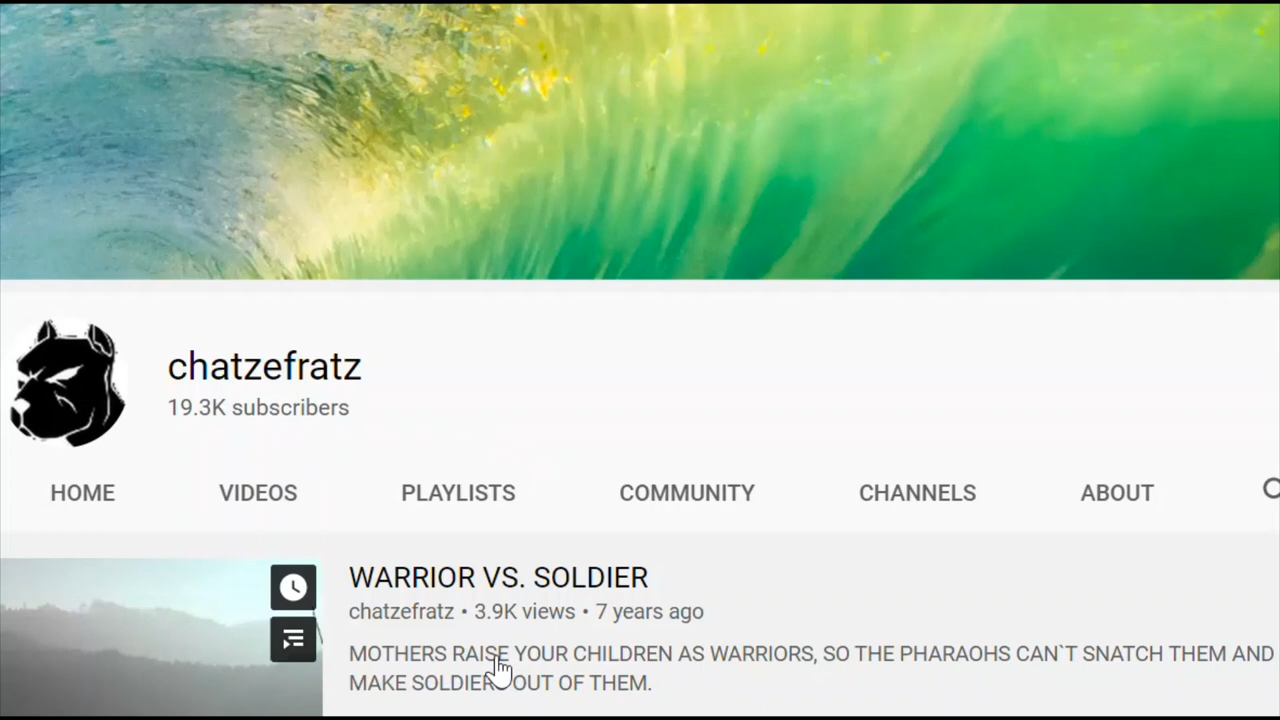 chatzefratz
19.3K subscribers
HOME VIDEOS PLAYLISTS COMMUNITY CHANNELS ABOUT
WARRIOR VS. SOLDIER
chatzefratz • 3.9K views • 7 years ago
MOTHERS RAISE YOUR CHILDREN AS WARRIORS, SO THE PHARAOHS CAN`T SNATCH THEM AND
MAKE SOLDIERS OUT OF THEM.